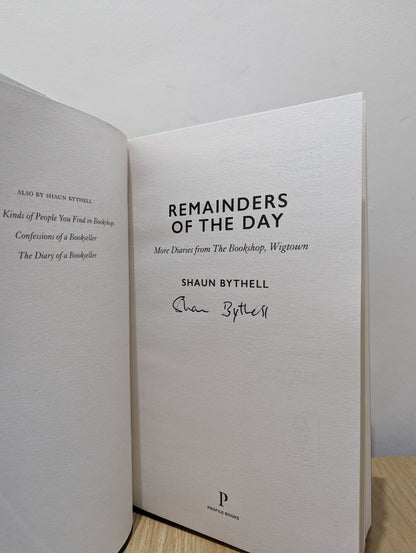 ALSO BY SHAUN BYTHELL
Kinds of People You Find in Bookshops
Confessions of a Bookseller
The Diary of a Bookseller
REMAINDERS
OF THE DAY
More Diaries from The Bookshop, Wigtown
SHAUN BYTHELL
Shaun Bythell
P
PROFILE BOOKS